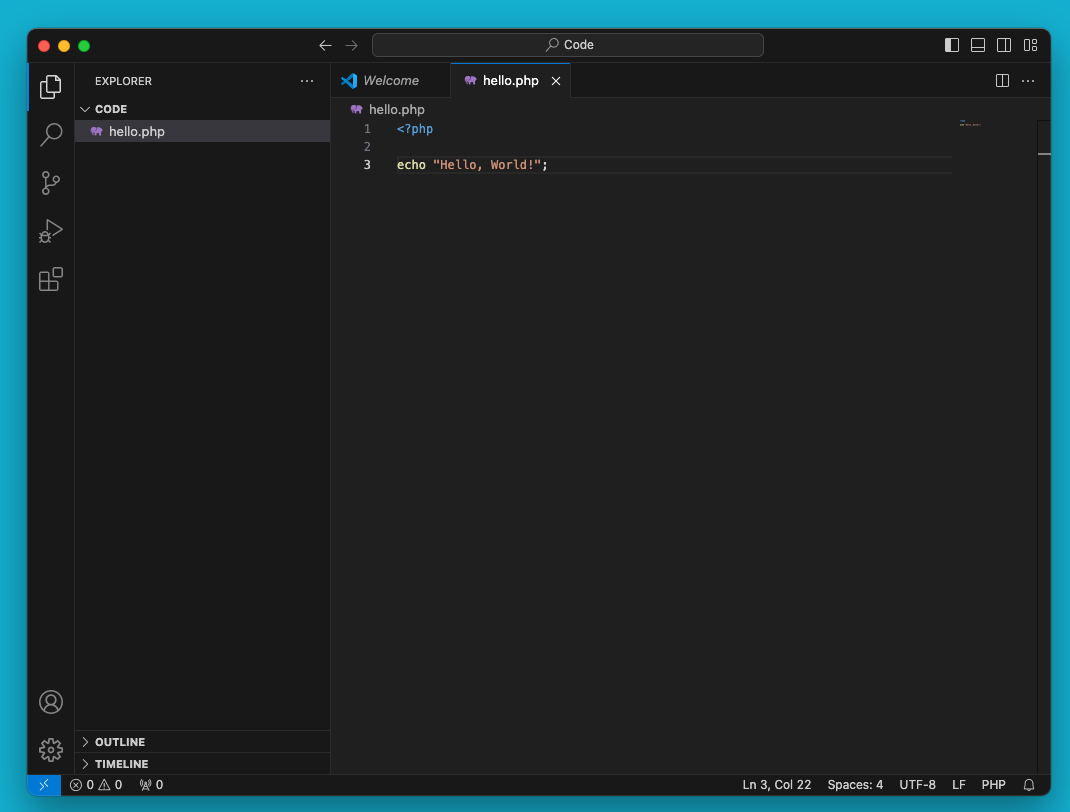 Code
EXPLORER
CODE
hello.php
OUTLINE
TIMELINE
Welcome
hello.php
hello.php
1 <?php
2
3 echo "Hello, World!";
0 0 0
Ln 3, Col 22 Spaces: 4 UTF-8 LF PHP